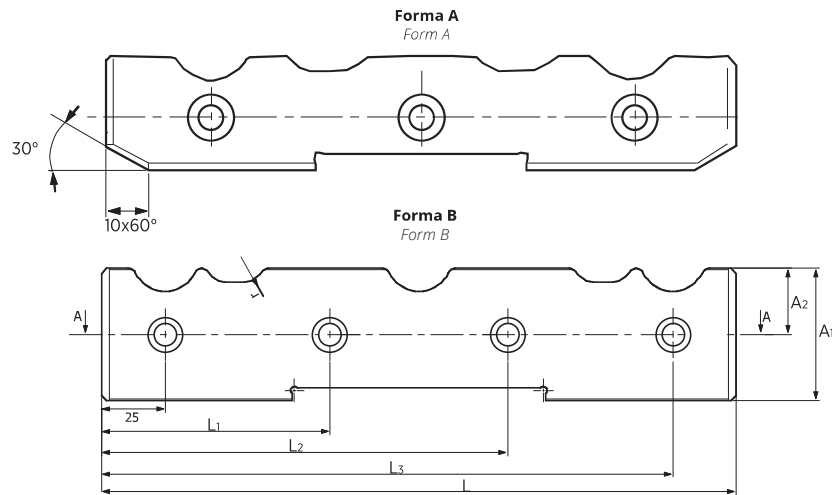 Forma A
Form A
30°
10x60°
Forma B
Form B
A
A
A2
A1
25
L1
L2
L3
L